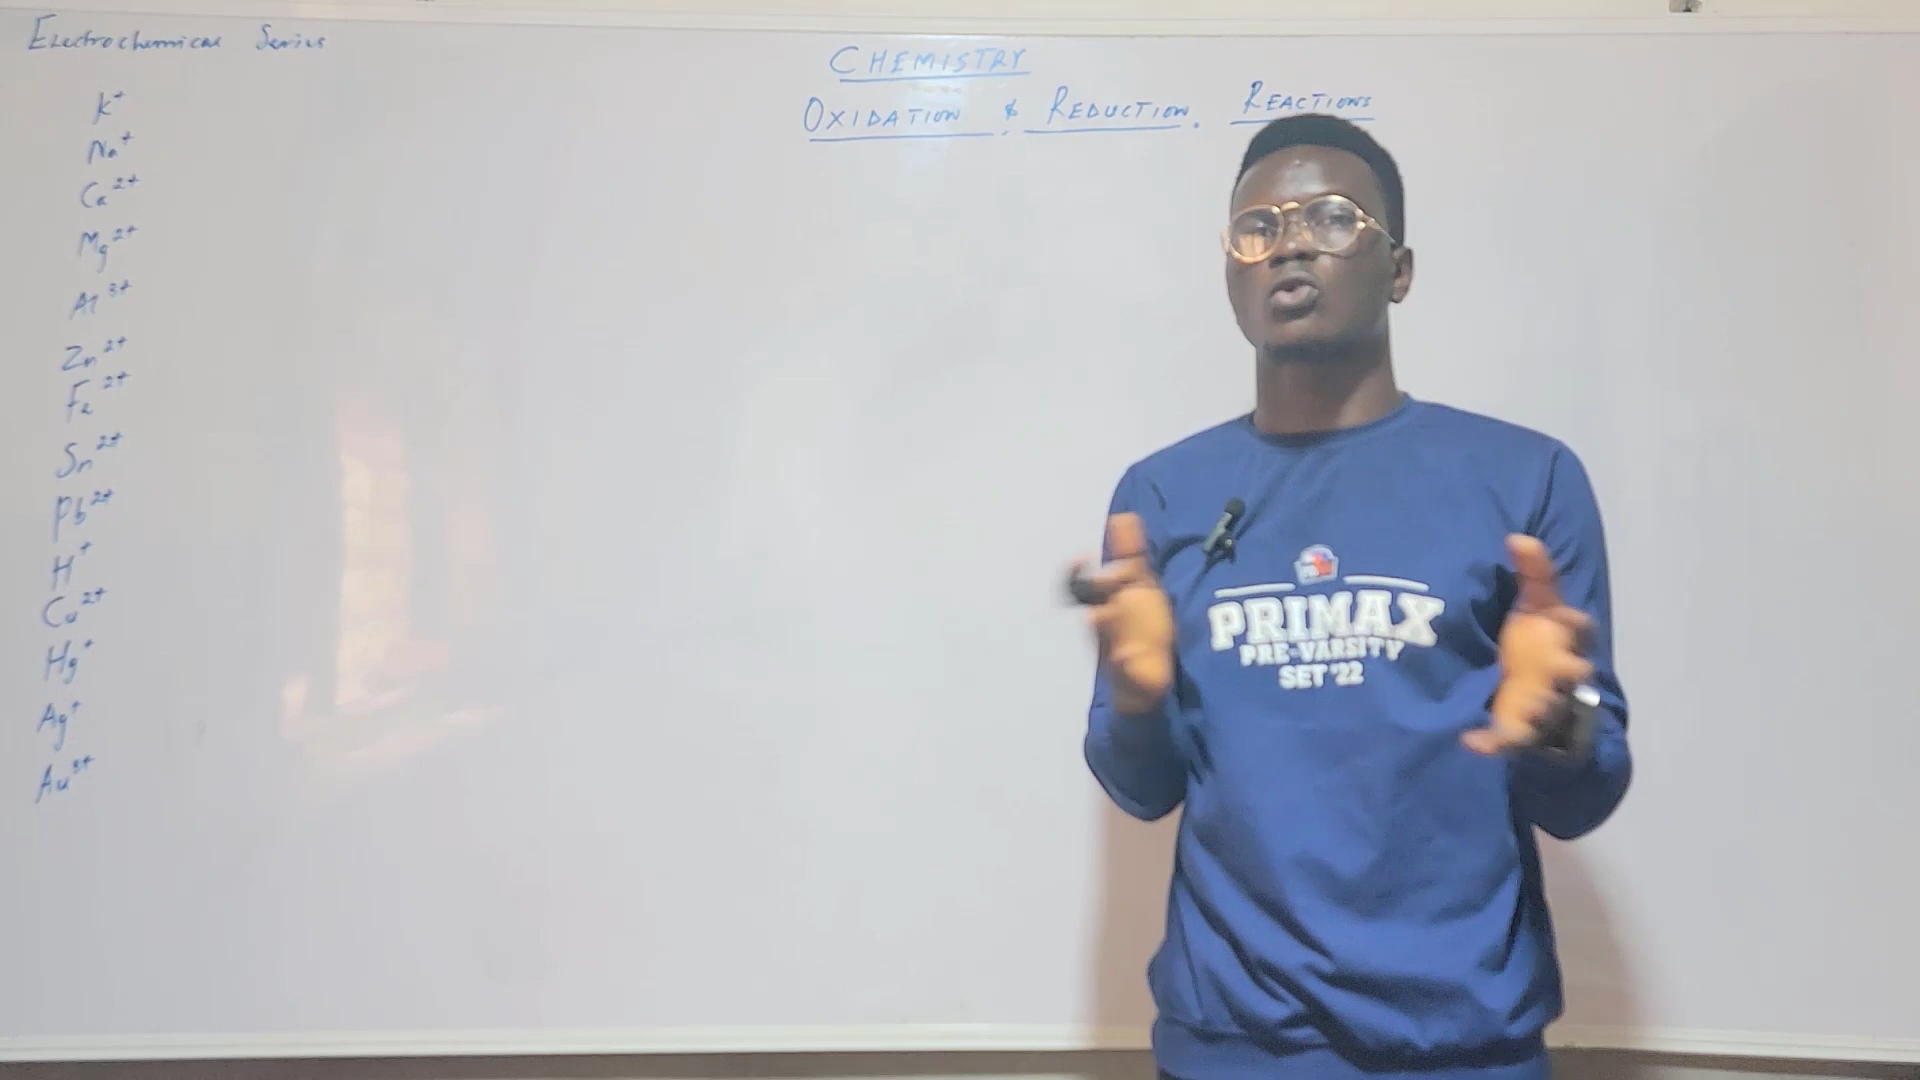 Electrochemical Series
CHEMISTRY
OXIDATION & REDUCTION REACTIONS
K⁺
Na⁺
Ca²⁺
Mg²⁺
Al³⁺
Zn²⁺
Fe²⁺
Sn²⁺
Pb²⁺
H⁺
Cu²⁺
Hg⁺
Ag⁺
Au³⁺
PRIMAX
PRE-VARSITY
SET '22